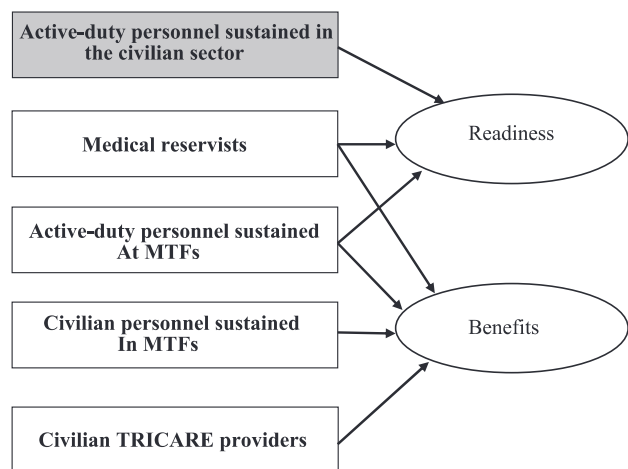 Active-duty personnel sustained in
the civilian sector
Readiness
Medical reservists
Active-duty personnel sustained
At MTFs
Civilian personnel sustained
In MTFs
Benefits
Civilian TRICARE providers